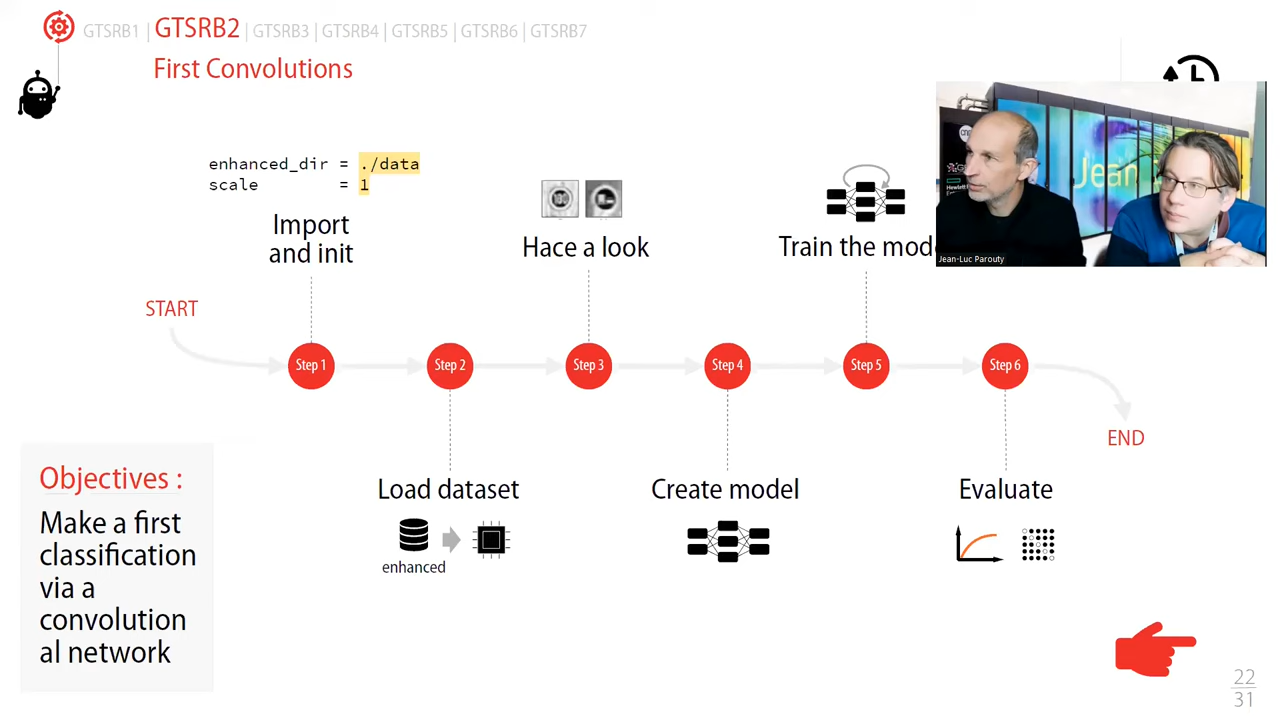 GTSRB1 | GTSRB2 | GTSRB3 | GTSRB4 | GTSRB5 | GTSRB6 | GTSRB7
First Convolutions
enhanced_dir = ./data
scale = 1
Import
and init
Hace a look
Train the mod
Jean-Luc Parouty
START
Step 1
Step 2
Step 3
Step 4
Step 5
Step 6
END
Objectives :
Make a first
classification
via a
convolution
al network
Load dataset
enhanced
Create model
Evaluate
22
31
Jean
Hewlett